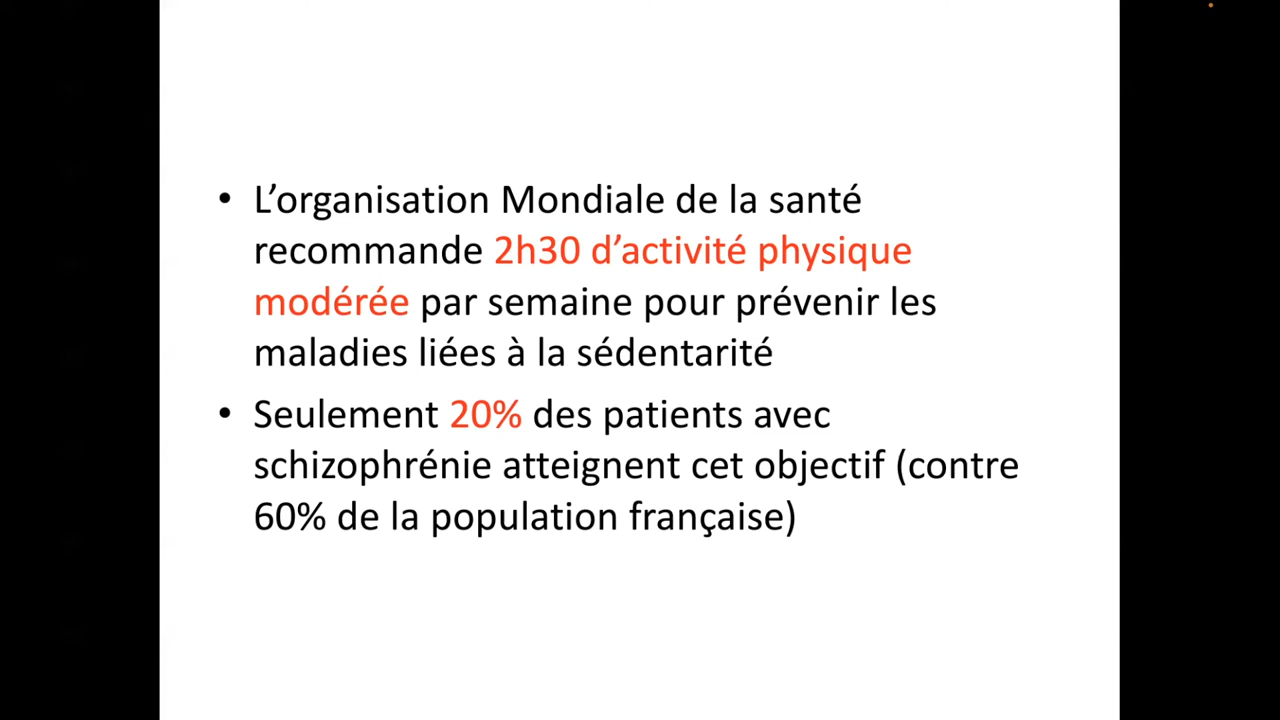 • L’organisation Mondiale de la santé
recommande 2h30 d’activité physique
modérée par semaine pour prévenir les
maladies liées à la sédentarité
• Seulement 20% des patients avec
schizophrénie atteignent cet objectif (contre
60% de la population française)